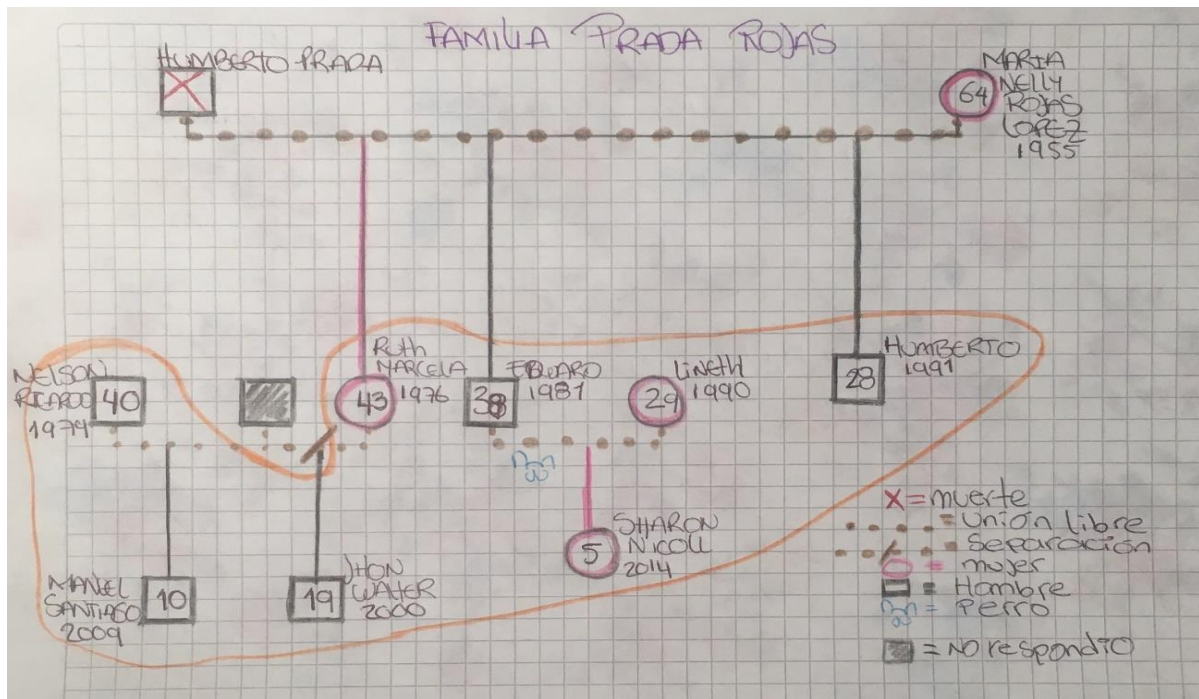 FAMILIA PRADA ROJAS
HUMBERTO PRADA
64
MARIA
NELLY
ROJAS
LOPEZ
1955
NELSON
RICARDO
1979
40
Ruth
MARCELA
1976
43
EDWARD
1981
38
LINETH
1990
29
HUMBERTO
1991
28
MANUEL
SANTIAGO
2009
10
19
JHON
WALTER
2000
5
SHARON
NICOLL
2014
X = muerte
= Unión libre
= Separación
= mujer
= Hombre
= Perro
= No respondio